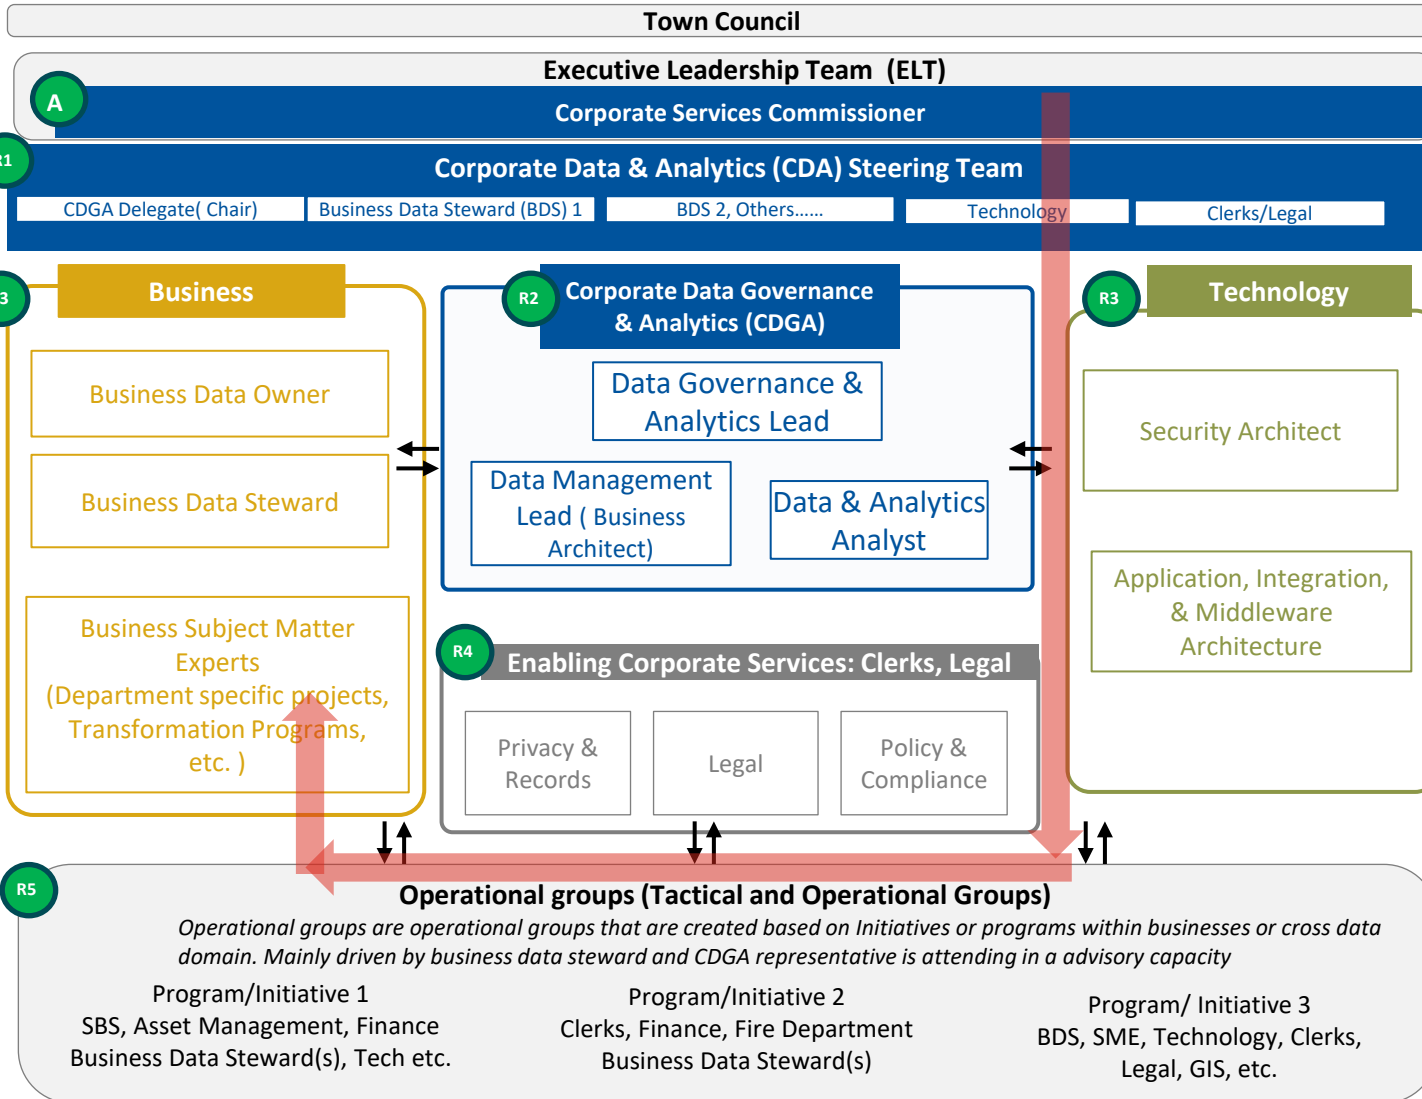 Town Council
Executive Leadership Team (ELT)
A
Corporate Services Commissioner
R1
Corporate Data & Analytics (CDA) Steering Team
CDGA Delegate( Chair)
Business Data Steward (BDS) 1
BDS 2, Others......
Technology
Clerks/Legal
3
Business
Business Data Owner
Business Data Steward
Business Subject Matter
Experts
(Department specific projects,
Transformation Programs,
etc. )
R2
Corporate Data Governance
& Analytics (CDGA)
Data Governance &
Analytics Lead
Data Management
Lead ( Business
Architect)
Data & Analytics
Analyst
R3
Technology
Security Architect
Application, Integration,
& Middleware
Architecture
R4
Enabling Corporate Services: Clerks, Legal
Privacy &
Records
Legal
Policy &
Compliance
R5
Operational groups (Tactical and Operational Groups)
Operational groups are operational groups that are created based on Initiatives or programs within businesses or cross data
domain. Mainly driven by business data steward and CDGA representative is attending in a advisory capacity
Program/Initiative 1
SBS, Asset Management, Finance
Business Data Steward(s), Tech etc.
Program/Initiative 2
Clerks, Finance, Fire Department
Business Data Steward(s)
Program/ Initiative 3
BDS, SME, Technology, Clerks,
Legal, GIS, etc.